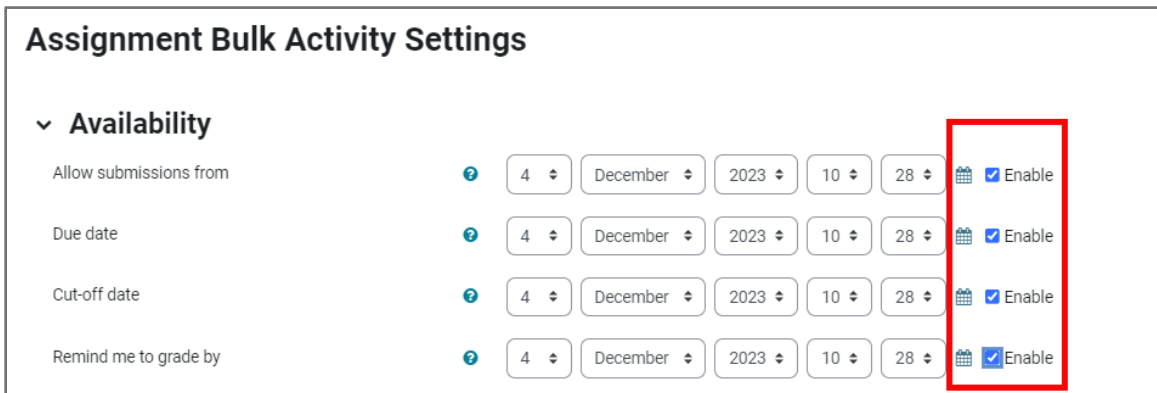 Assignment Bulk Activity Settings
Availability
Allow submissions from ? 4 December 2023 10 28 Enable
Due date ? 4 December 2023 10 28 Enable
Cut-off date ? 4 December 2023 10 28 Enable
Remind me to grade by ? 4 December 2023 10 28 Enable